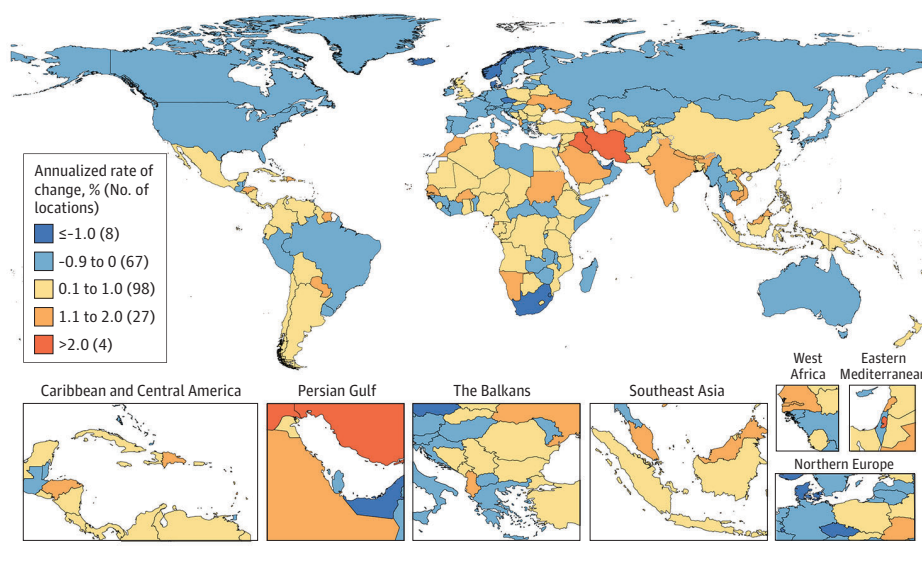 Annualized rate of
change, % (No. of
locations)
≤-1.0 (8)
-0.9 to 0 (67)
0.1 to 1.0 (98)
1.1 to 2.0 (27)
>2.0 (4)
Caribbean and Central America
Persian Gulf
The Balkans
Southeast Asia
West
Africa
Eastern
Mediterranean
Northern Europe